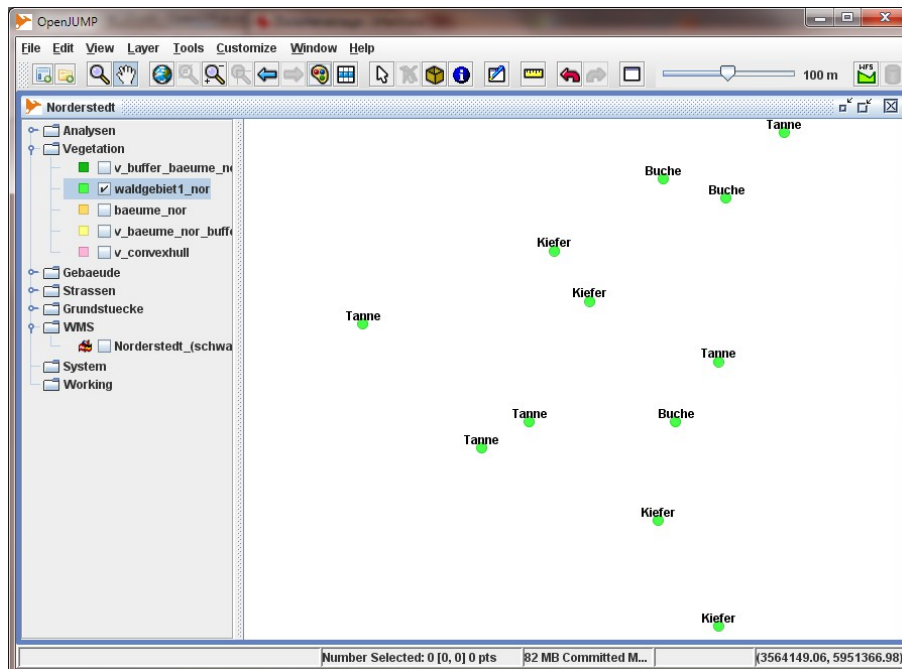 OpenJUMP
File Edit View Layer Tools Customize Window Help
100 m
WFS
Norderstedt
Analysen
Vegetation
v_buffer_baeume_n
waldgebiet1_nor
baeume_nor
v_baeume_nor_buffe
v_convexhull
Gebaeude
Strassen
Grundstuecke
WMS
Norderstedt_(schwa
System
Working
Tanne
Buche
Buche
Kiefer
Kiefer
Tanne
Tanne
Tanne
Buche
Tanne
Kiefer
Kiefer
Number Selected: 0 [0, 0] 0 pts
82 MB Committed M...
(3564149.06, 5951366.98)